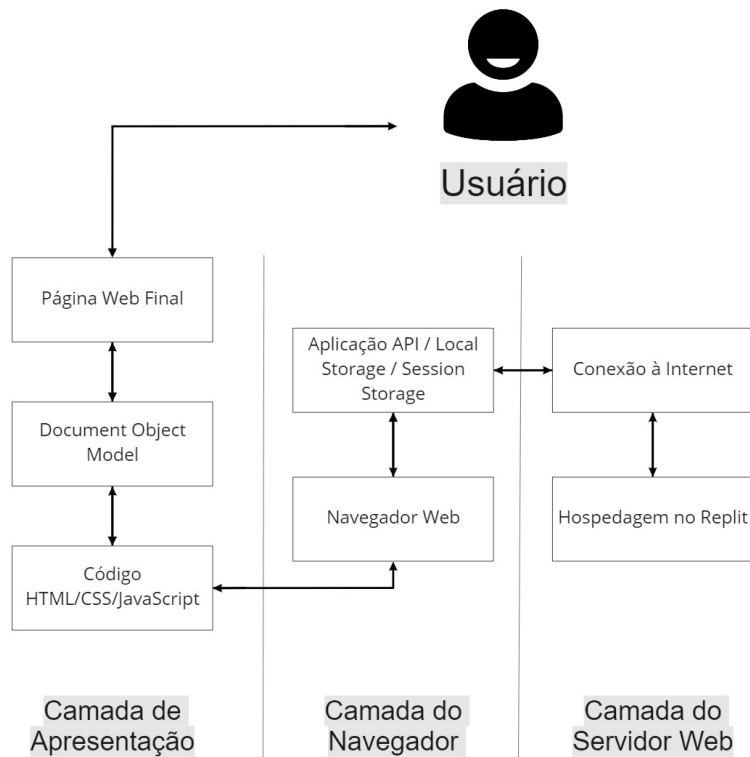 Usuário
Página Web Final
Aplicação API / Local
Storage / Session
Storage
Conexão à Internet
Document Object
Model
Navegador Web
Hospedagem no Replit
Código
HTML/CSS/JavaScript
Camada de
Apresentação
Camada do
Navegador
Camada do
Servidor Web